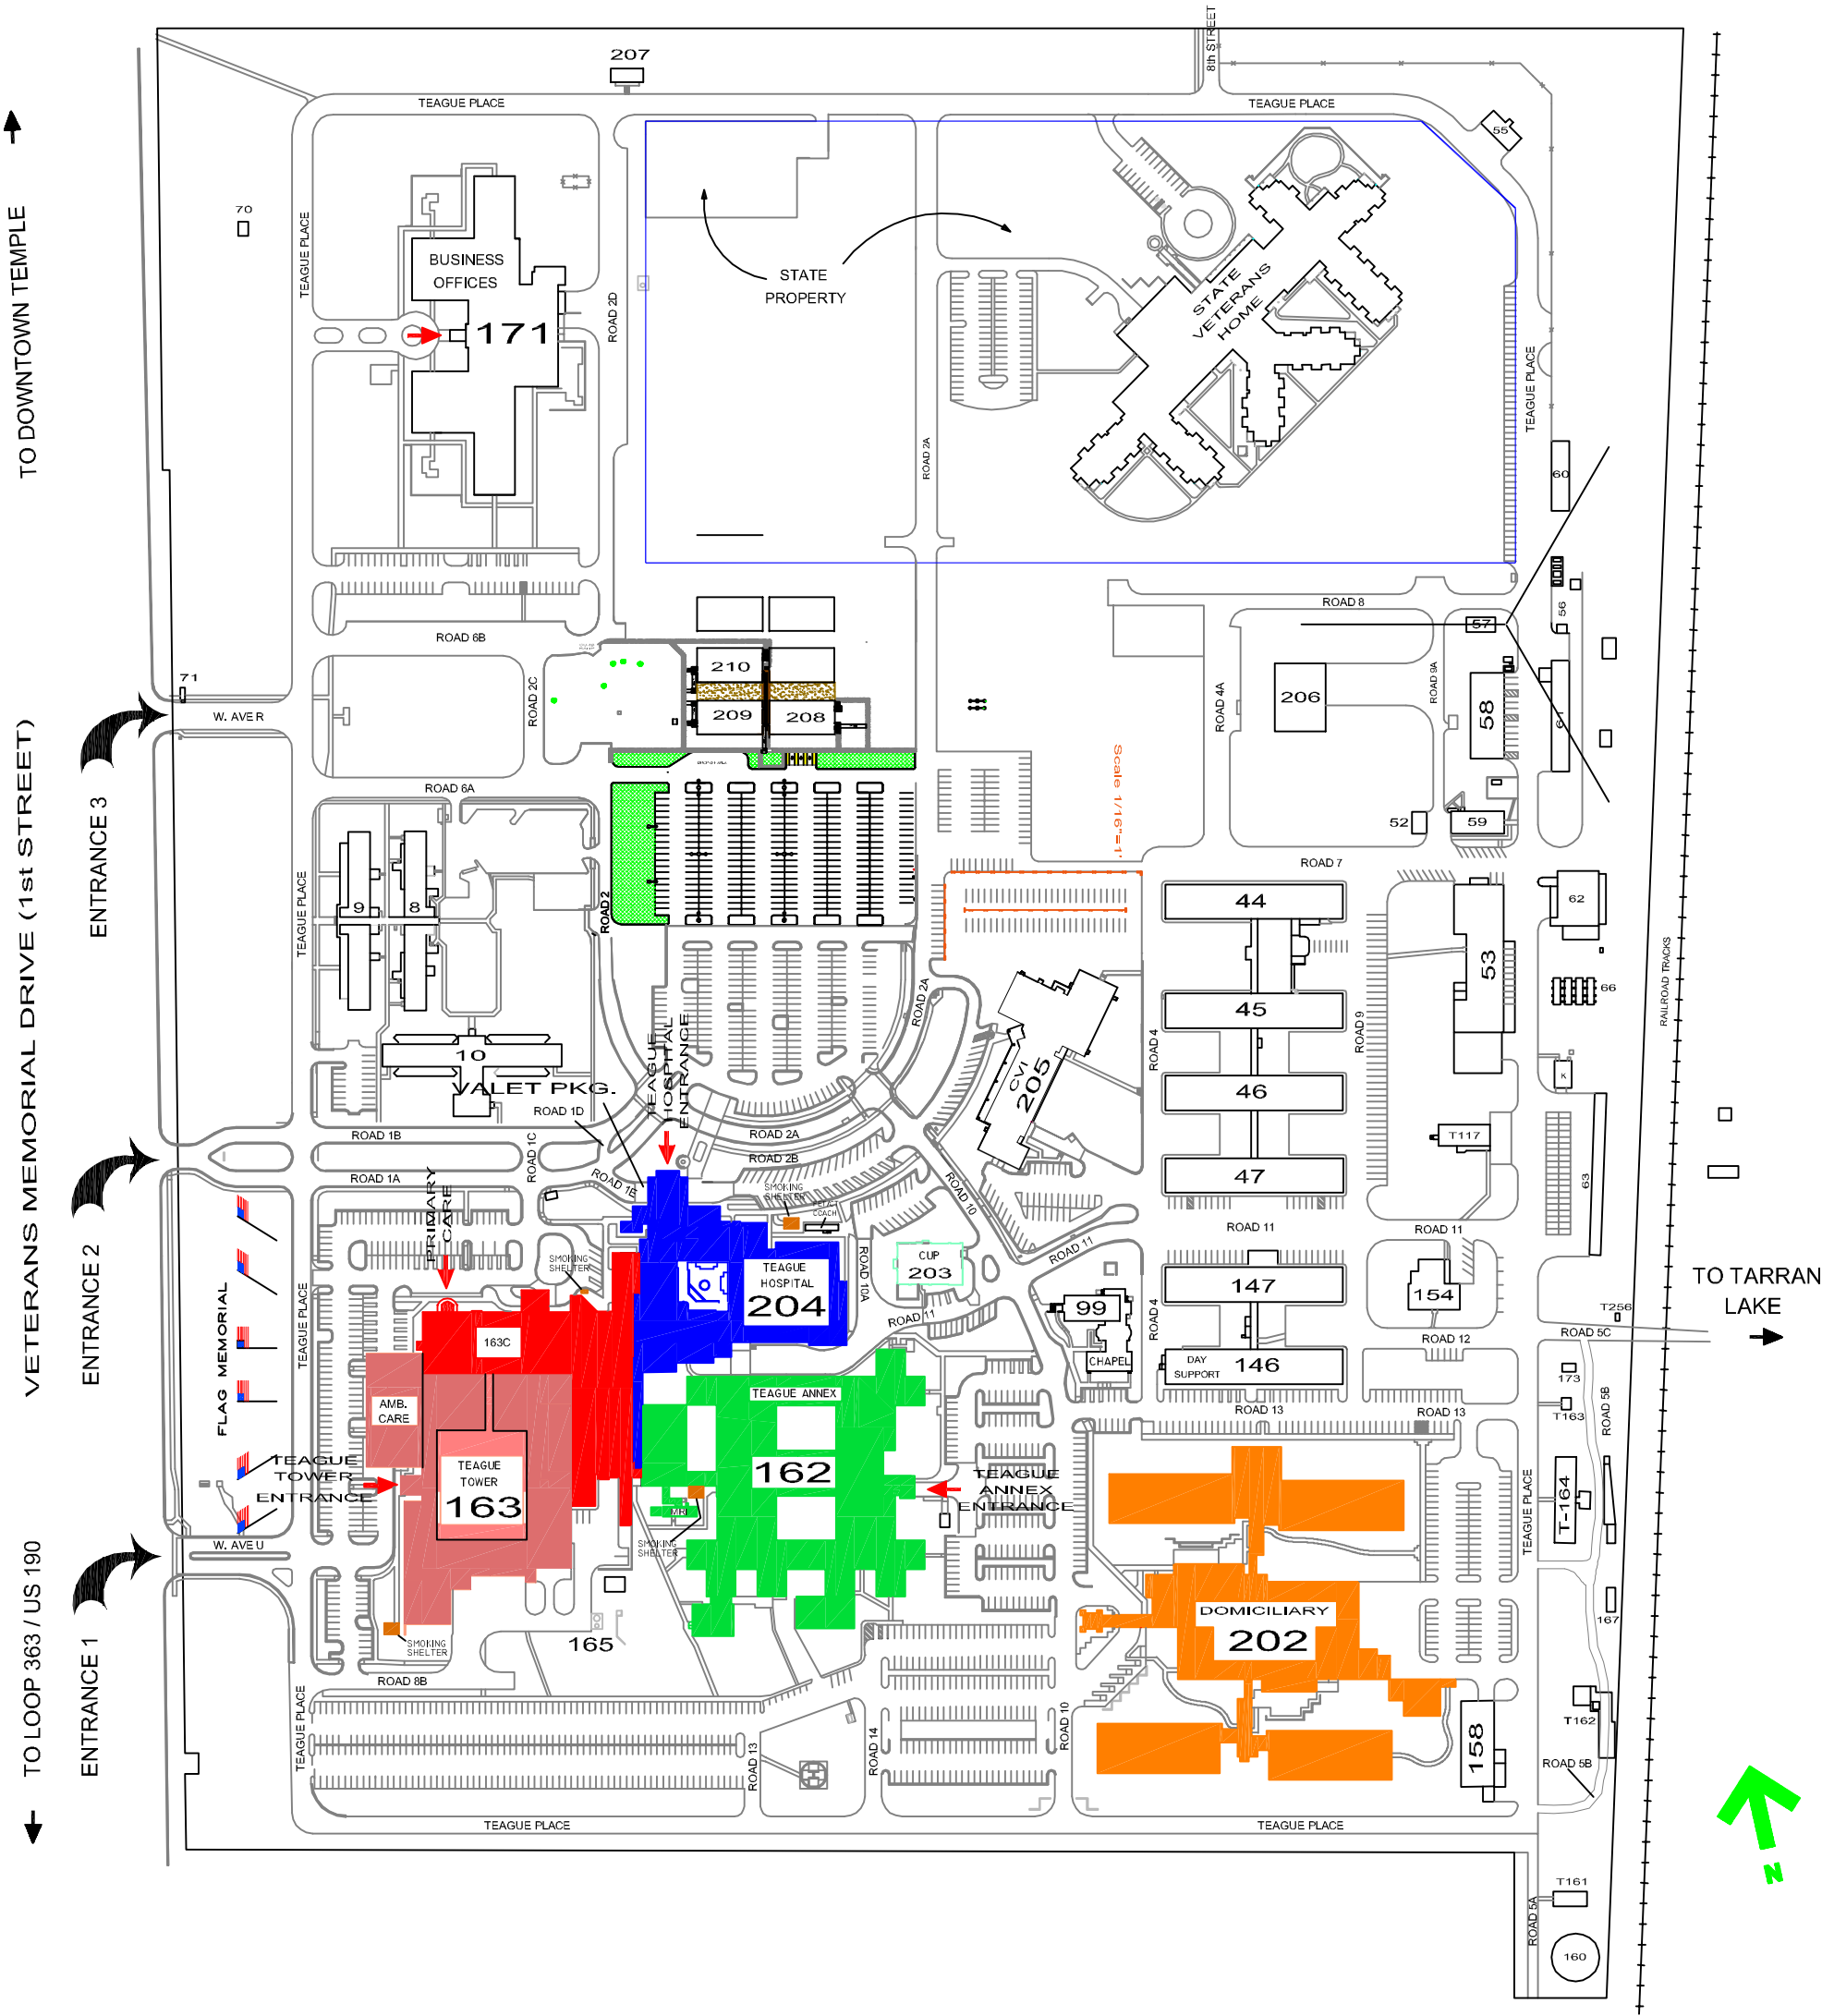 8th STREET
207
TEAGUE PLACE
TEAGUE PLACE
55
TO DOWNTOWN TEMPLE
70
TEAGUE PLACE
BUSINESS
OFFICES
171
ROAD 2D
STATE
PROPERTY
STATE
VETERANS
HOME
TEAGUE PLACE
ROAD 2A
60
ROAD 8
56
57
ROAD 6B
210
209
208
ROAD 2C
71
W. AVE R
ENTRANCE 3
ROAD 4A
206
ROAD 9A
58
61
ROAD 6A
Scale 1/16"=1'
52
59
ROAD 7
VETERANS MEMORIAL DRIVE (1st STREET)
TEAGUE PLACE
9
8
ROAD 2
44
53
62
66
RAILROAD TRACKS
45
ROAD 2A
ROAD 4
ROAD 9
10
VALET PKG.
TEAGUE
HOSPITAL
ENTRANCE
CVI
205
46
K
ROAD 1D
ROAD 1B
ROAD 1C
ROAD 2A
ROAD 2B
T117
47
63
ENTRANCE 2
ROAD 1A
PRIMARY
CARE
ROAD 1E
SMOKING
SHELTER
COACH
ROAD 10
ROAD 11
ROAD 11
ROAD 11
FLAG MEMORIAL
TEAGUE PLACE
SMOKING
SHELTER
TEAGUE
HOSPITAL
204
ROAD 10A
CUP
203
ROAD 11
147
154
TO TARRAN
LAKE
163C
99
CHAPEL
ROAD 4
T256
ROAD 5C
ROAD 12
DAY
SUPPORT
146
173
AMB.
CARE
TEAGUE ANNEX
ROAD 13
ROAD 13
T163
ROAD 5B
TEAGUE
TOWER
ENTRANCE
TEAGUE
TOWER
163
162
TEAGUE
ANNEX
ENTRANCE
MRI
SMOKING
SHELTER
TEAGUE PLACE
T-164
W. AVE U
ENTRANCE 1
TO LOOP 363 / US 190
165
DOMICILIARY
202
167
SMOKING
SHELTER
ROAD 8B
TEAGUE PLACE
ROAD 13
ROAD 14
ROAD 10
158
T162
ROAD 5B
TEAGUE PLACE
TEAGUE PLACE
N
T161
ROAD 5A
160